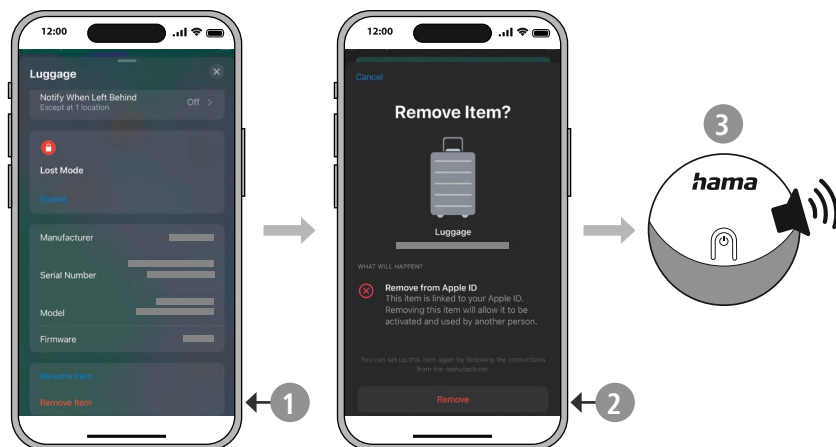 12:00
Luggage
Notify When Left Behind
Except at 1 location
Off >
Lost Mode
Enable
Manufacturer
Serial Number
Model
Firmware
Rename Item
Remove Item
1
12:00
Cancel
Remove Item?
Luggage
WHAT WILL HAPPEN?
Remove from Apple ID
This item is linked to your Apple ID.
Removing this item will allow it to be
activated and used by another person.
You can set up this item again by following the instructions
from the manufacturer.
Remove
2
3
hama